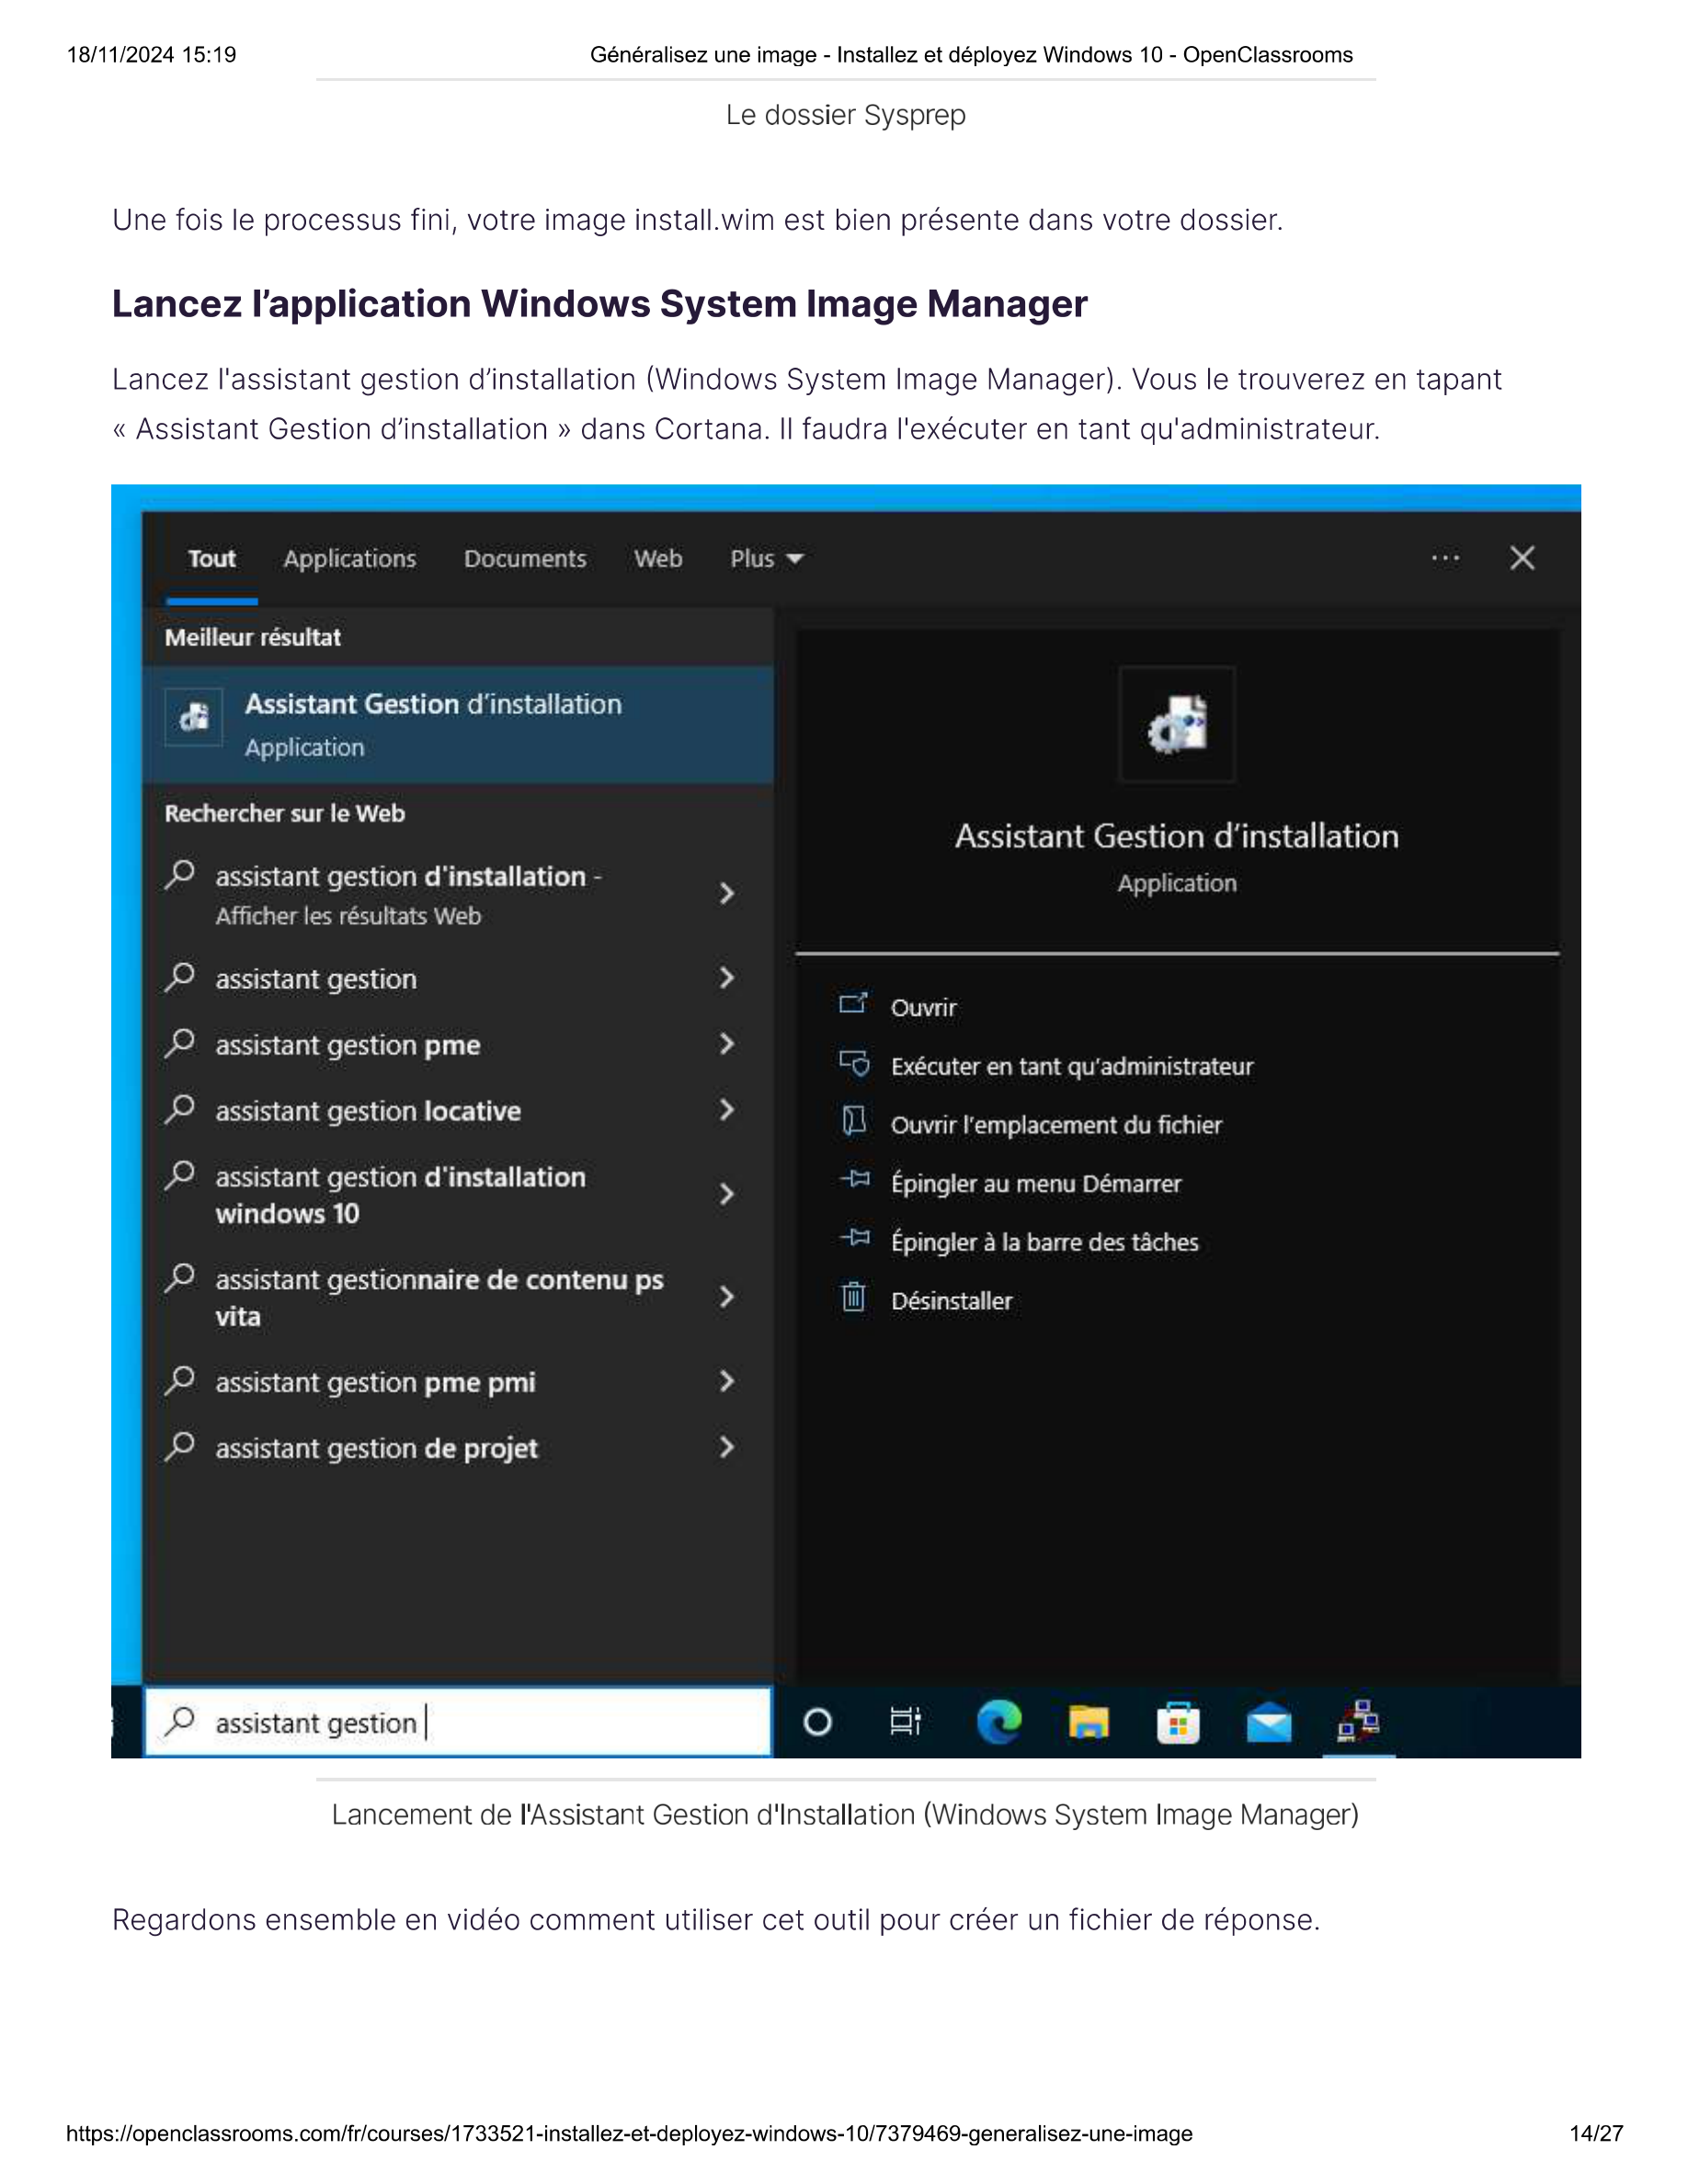 18/11/2024 15:19
Généralisez une image - Installez et déployez Windows 10 - OpenClassrooms
Le dossier Sysprep
Une fois le processus fini, votre image install.wim est bien présente dans votre dossier.
Lancez l’application Windows System Image Manager
Lancez l'assistant gestion d’installation (Windows System Image Manager). Vous le trouverez en tapant
« Assistant Gestion d’installation » dans Cortana. Il faudra l'exécuter en tant qu'administrateur.
Tout Applications Documents Web Plus
Meilleur résultat
Assistant Gestion d’installation
Application
Rechercher sur le Web
assistant gestion d'installation -
Afficher les résultats Web
assistant gestion
assistant gestion pme
assistant gestion locative
assistant gestion d'installation
windows 10
assistant gestionnaire de contenu ps
vita
assistant gestion pme pmi
assistant gestion de projet
assistant gestion
Assistant Gestion d’installation
Application
Ouvrir
Exécuter en tant qu’administrateur
Ouvrir l’emplacement du fichier
Épingler au menu Démarrer
Épingler à la barre des tâches
Désinstaller
Lancement de l'Assistant Gestion d'Installation (Windows System Image Manager)
Regardons ensemble en vidéo comment utiliser cet outil pour créer un fichier de réponse.
https://openclassrooms.com/fr/courses/1733521-installez-et-deployez-windows-10/7379469-generalisez-une-image
14/27